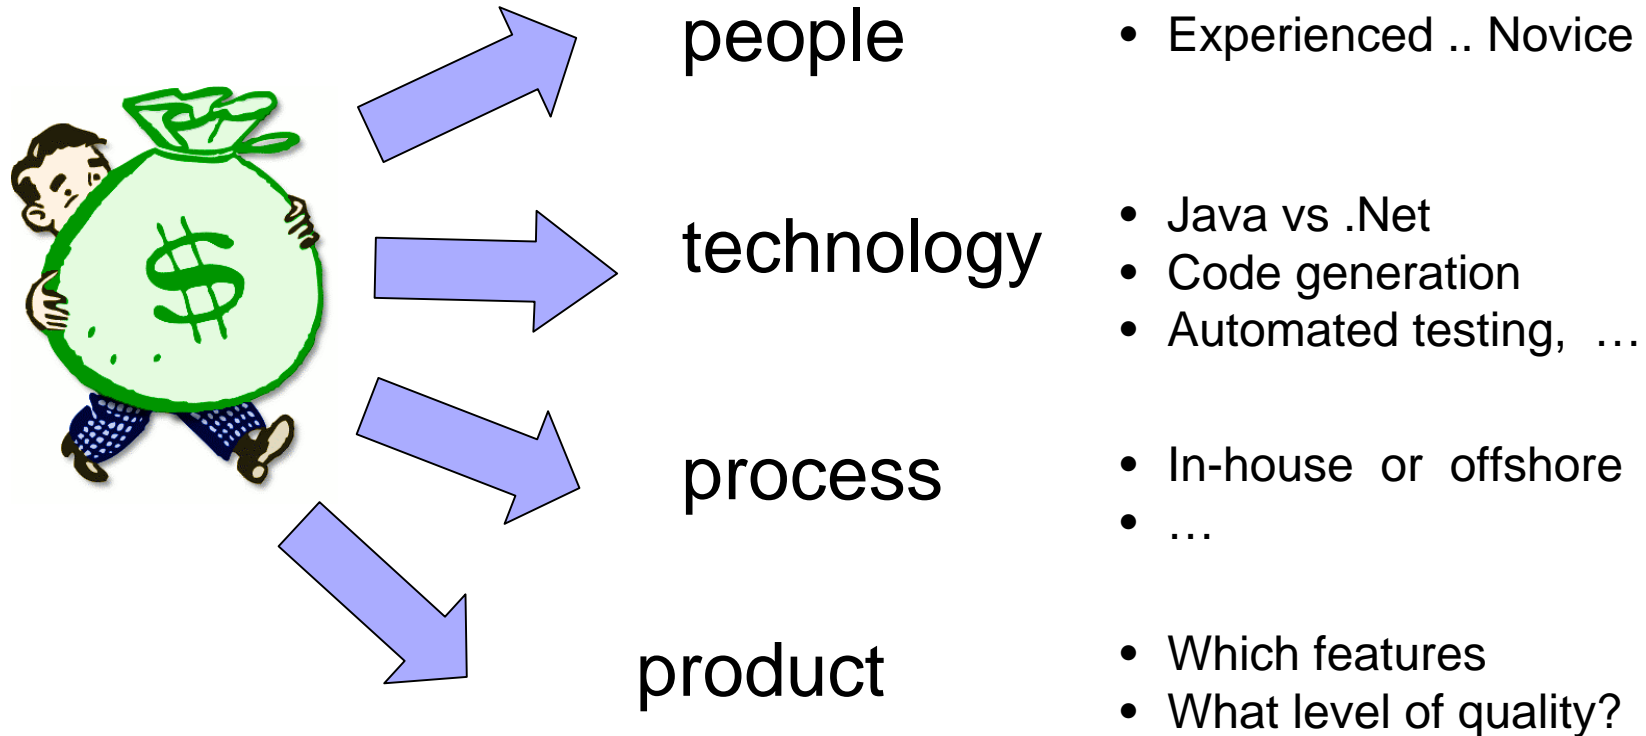 people
• Experienced .. Novice
$
technology
• Java vs .Net
• Code generation
• Automated testing, …
process
• In-house or offshore
• …
product
• Which features
• What level of quality?